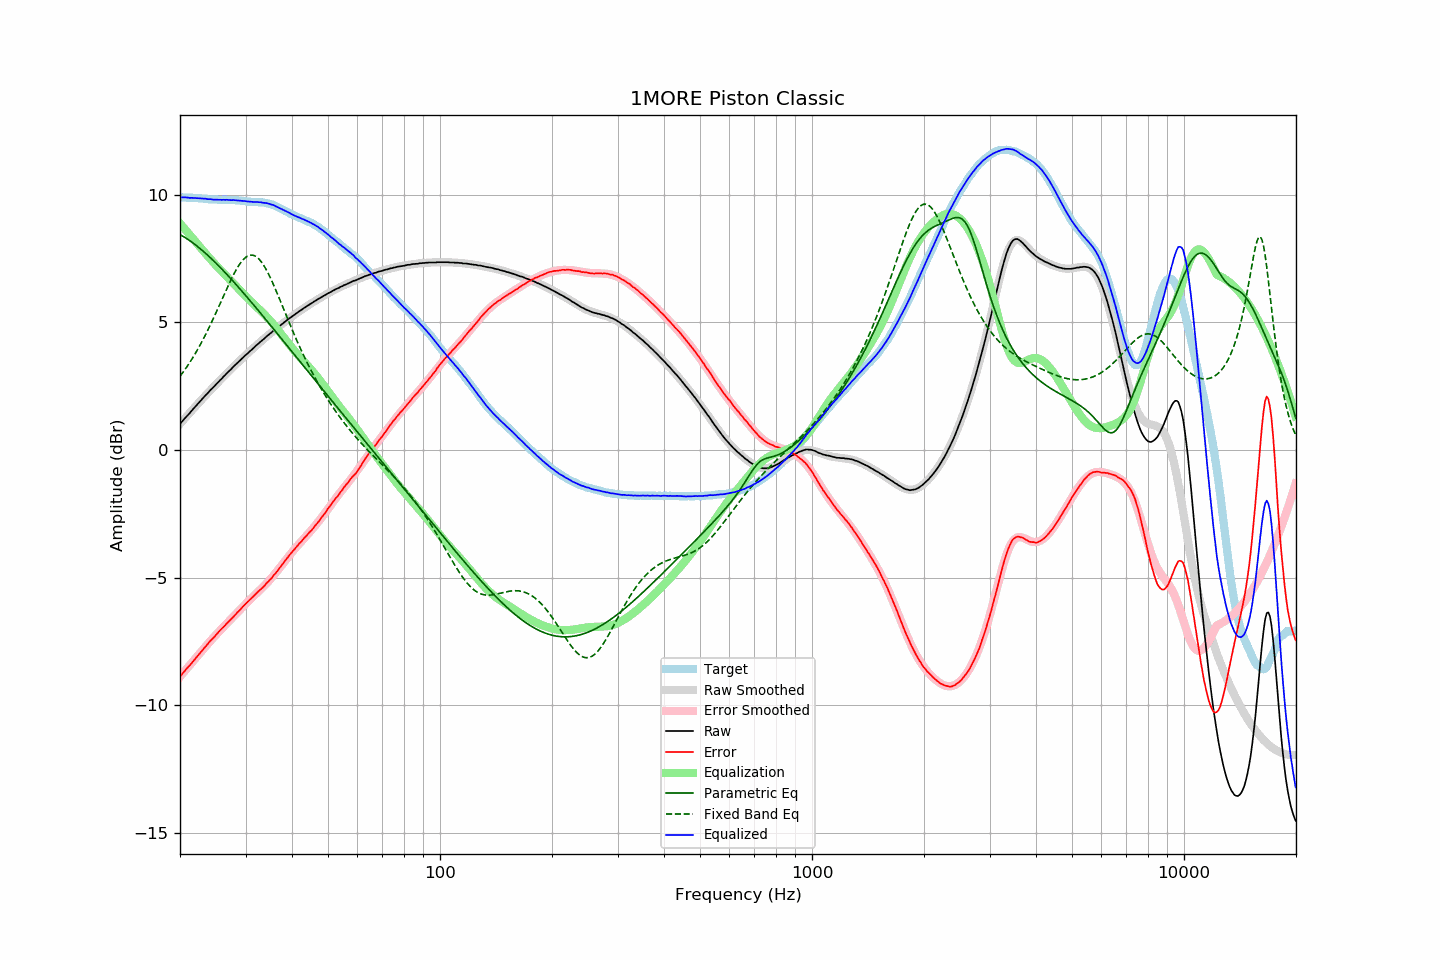 1MORE Piston Classic
Amplitude (dBr)
10
5
0
−5
−10
−15
Target
Raw Smoothed
Error Smoothed
Raw
Error
Equalization
Parametric Eq
Fixed Band Eq
Equalized
100
1000
10000
Frequency (Hz)